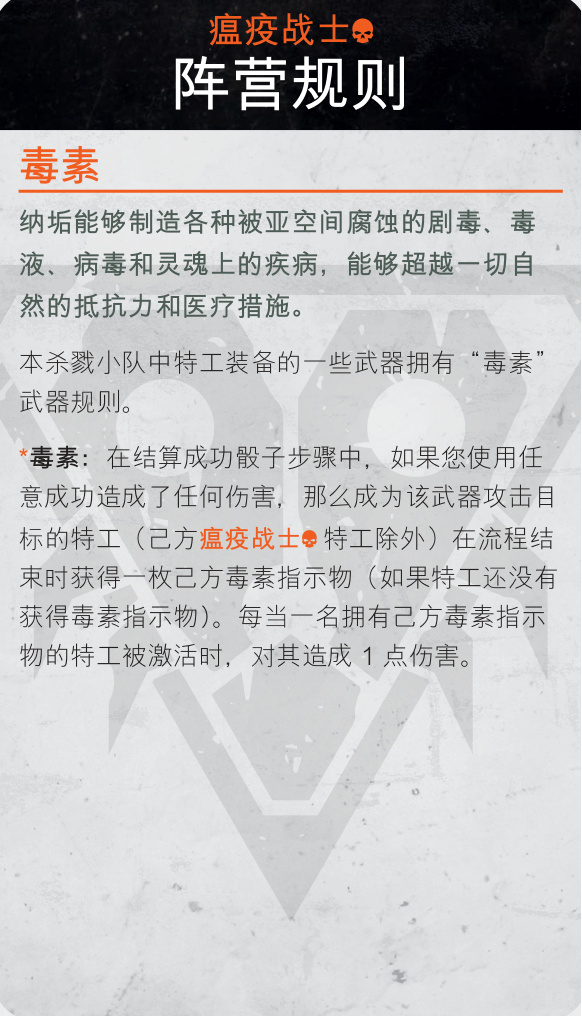 瘟疫战士
阵营规则
毒素
纳垢能够制造各种被亚空间腐蚀的剧毒、毒
液、病毒和灵魂上的疾病，能够超越一切自
然的抵抗力和医疗措施。
本杀戮小队中特工装备的一些武器拥有“毒素”
武器规则。
*毒素：在结算成功骰子步骤中，如果您使用任
意成功造成了任何伤害，那么成为该武器攻击目
标的特工（己方瘟疫战士特工除外）在流程结
束时获得一枚己方毒素指示物（如果特工还没有
获得毒素指示物）。每当一名拥有己方毒素指示
物的特工被激活时，对其造成 1 点伤害。